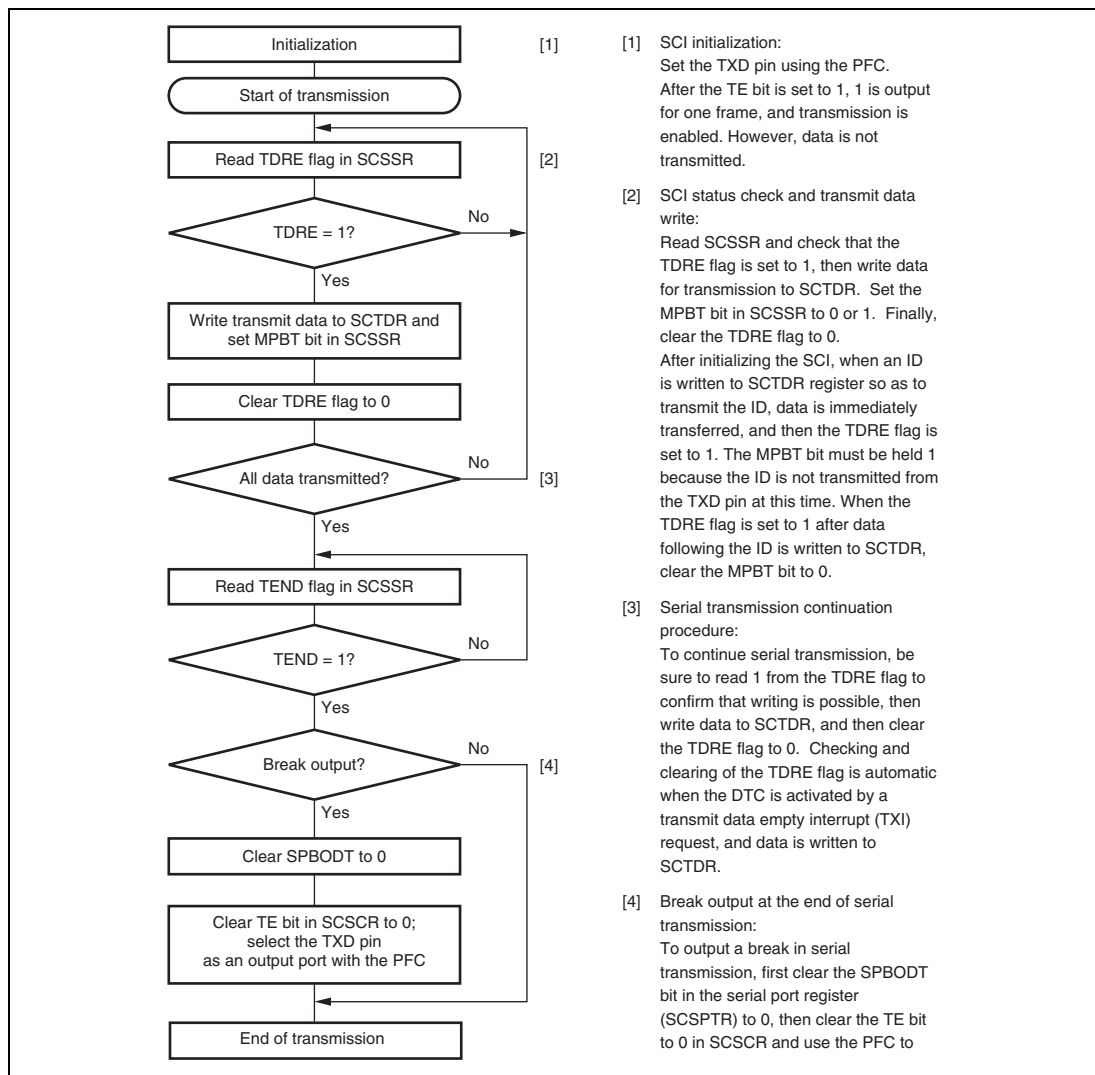 Initialization
[1]
Start of transmission
Read TDRE flag in SCSSR
[2]
TDRE = 1?
No
Yes
Write transmit data to SCTDR and
set MPBT bit in SCSSR
Clear TDRE flag to 0
All data transmitted?
No
[3]
Yes
Read TEND flag in SCSSR
TEND = 1?
No
Yes
Break output?
No
[4]
Yes
Clear SPBODT to 0
Clear TE bit in SCSCR to 0;
select the TXD pin
as an output port with the PFC
End of transmission
[1] SCI initialization:
Set the TXD pin using the PFC.
After the TE bit is set to 1, 1 is output
for one frame, and transmission is
enabled. However, data is not
transmitted.
[2] SCI status check and transmit data
write:
Read SCSSR and check that the
TDRE flag is set to 1, then write data
for transmission to SCTDR. Set the
MPBT bit in SCSSR to 0 or 1. Finally,
clear the TDRE flag to 0.
After initializing the SCI, when an ID
is written to SCTDR register so as to
transmit the ID, data is immediately
transferred, and then the TDRE flag is
set to 1. The MPBT bit must be held 1
because the ID is not transmitted from
the TXD pin at this time. When the
TDRE flag is set to 1 after data
following the ID is written to SCTDR,
clear the MPBT bit to 0.
[3] Serial transmission continuation
procedure:
To continue serial transmission, be
sure to read 1 from the TDRE flag to
confirm that writing is possible, then
write data to SCTDR, and then clear
the TDRE flag to 0. Checking and
clearing of the TDRE flag is automatic
when the DTC is activated by a
transmit data empty interrupt (TXI)
request, and data is written to
SCTDR.
[4] Break output at the end of serial
transmission:
To output a break in serial
transmission, first clear the SPBODT
bit in the serial port register
(SCSPTR) to 0, then clear the TE bit
to 0 in SCSCR and use the PFC to